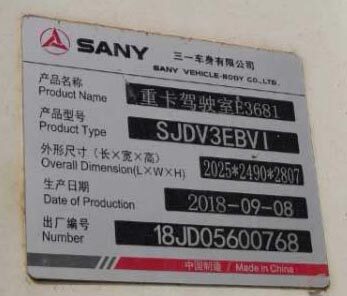 SANY 三一车身有限公司
SANY VEHICLE-BODY CO.,LTD.
产品名称
Product Name 重卡驾驶室E3681
产品型号
Product Type SJDV3EBV1
外形尺寸（长×宽×高）
Overall Dimension(L×W×H) 2025*2490*2807
生产日期
Date of Production 2018-09-08
出厂编号
Number 18JD05600768
中国制造 / Made in China